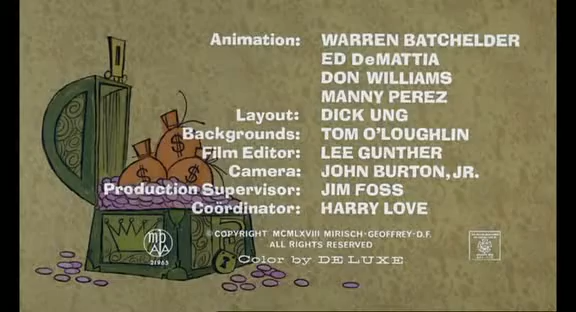 Animation: WARREN BATCHELDER
ED DeMATTIA
DON WILLIAMS
MANNY PEREZ
Layout: DICK UNG
Backgrounds: TOM O'LOUGHLIN
Film Editor: LEE GUNTHER
Camera: JOHN BURTON, JR.
Production Supervisor: JIM FOSS
Coördinator: HARRY LOVE
$ $ $
© COPYRIGHT MCMLXVIII MIRISCH-GEOFFREY-D.F.
ALL RIGHTS RESERVED
MPAA
21965
Color by DE LUXE